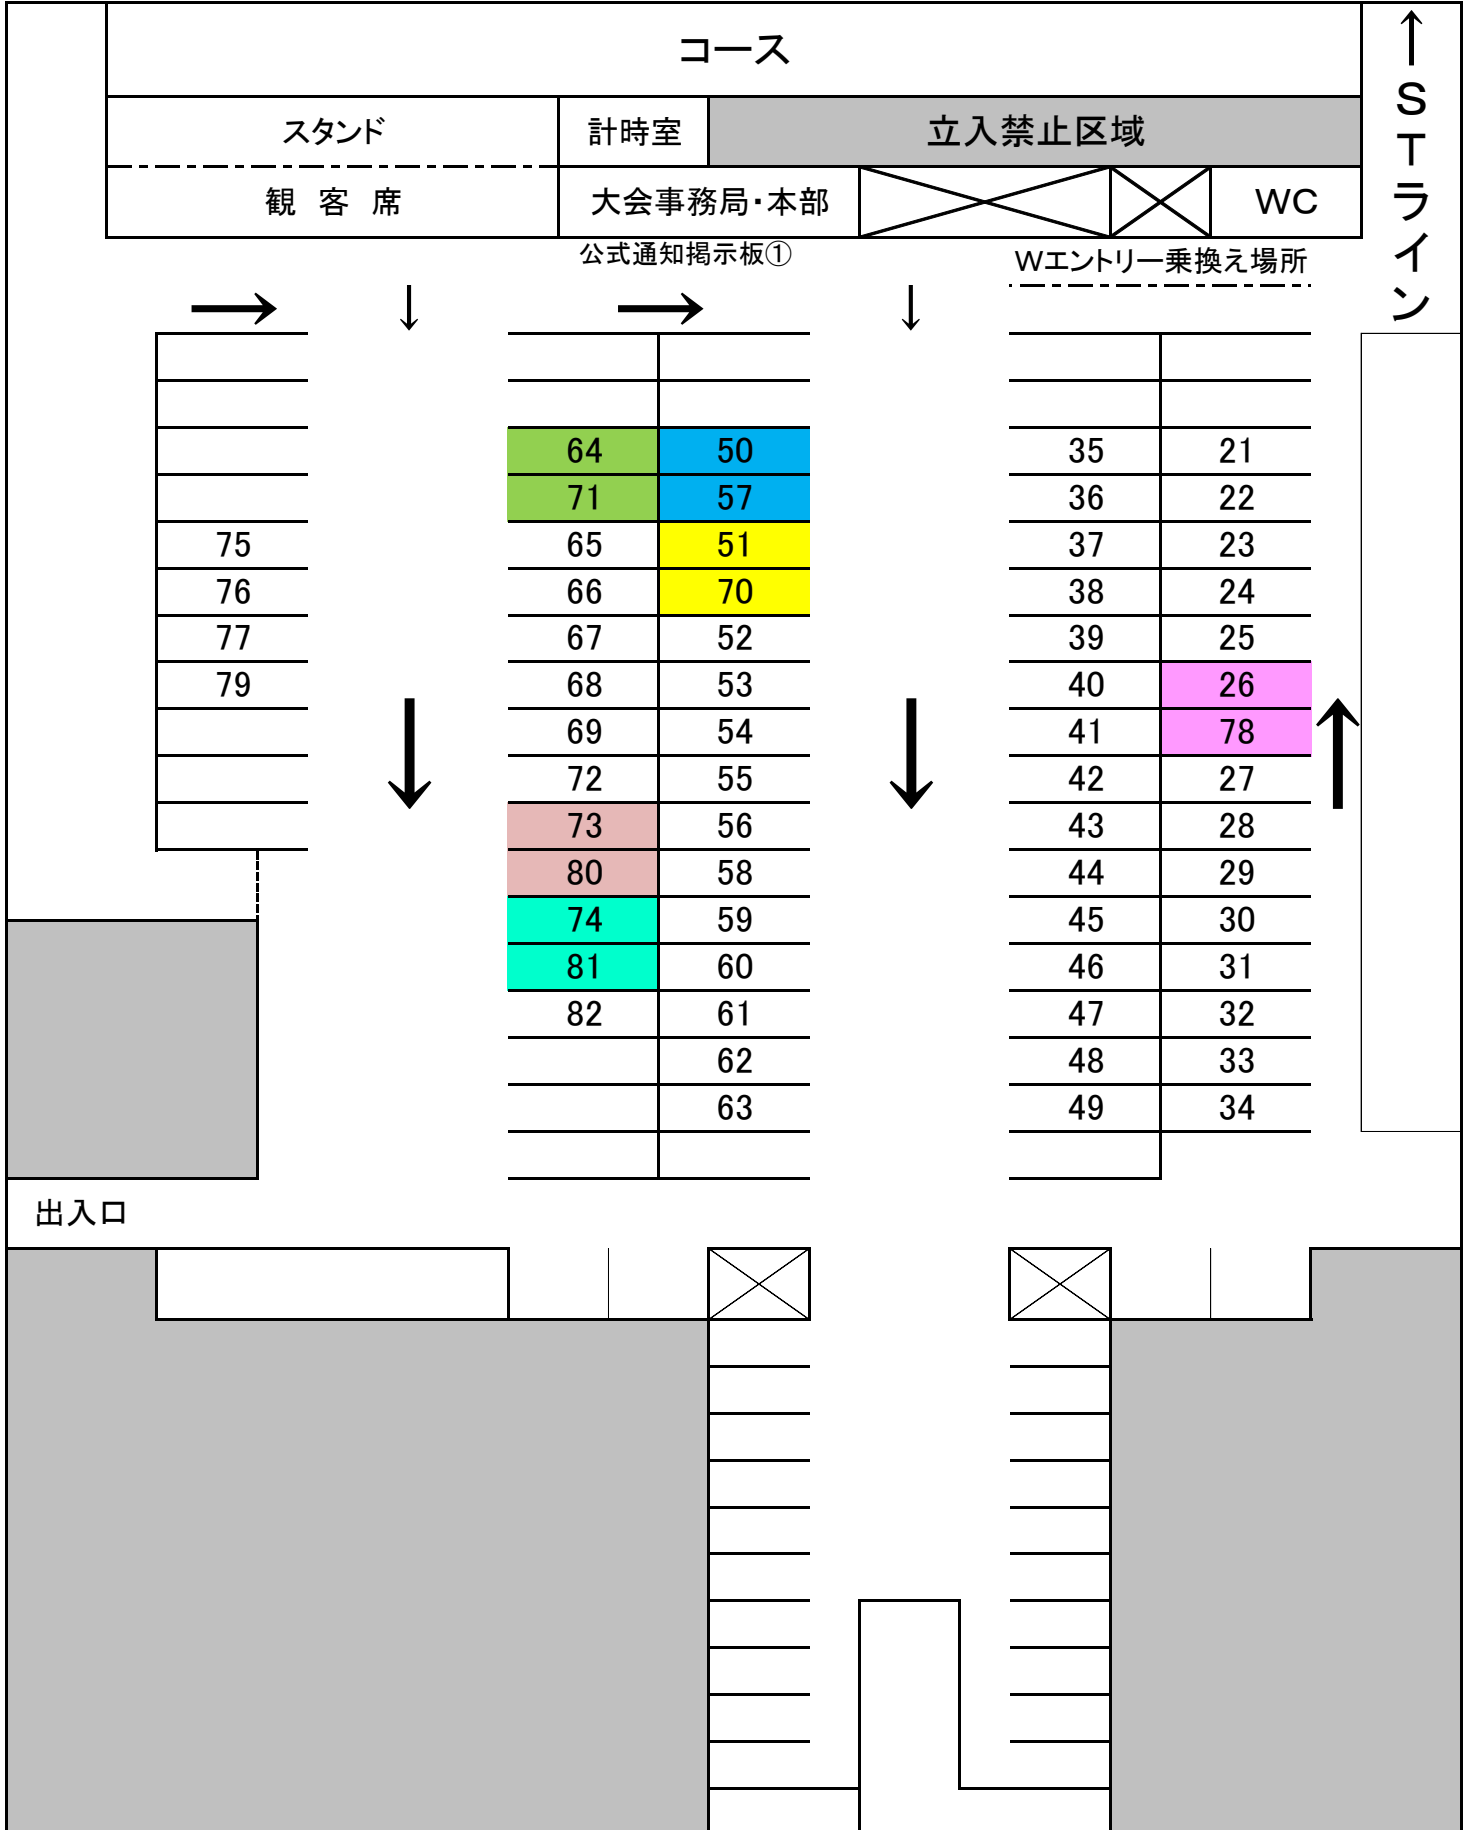 コース
↑STライン
スタンド 計時室 立入禁止区域
観 客 席 大会事務局・本部 WC
公式通知掲示板① Wエントリー乗換え場所
→ ↓ → ↓
64 50 35 21
71 57 36 22
75 65 51 37 23
76 66 70 38 24
77 67 52 39 25
79 68 53 40 26
69 54 41 78
72 55 42 27
73 56 43 28
80 58 44 29
74 59 45 30
81 60 46 31
82 61 47 32
62 48 33
63 49 34
出入口